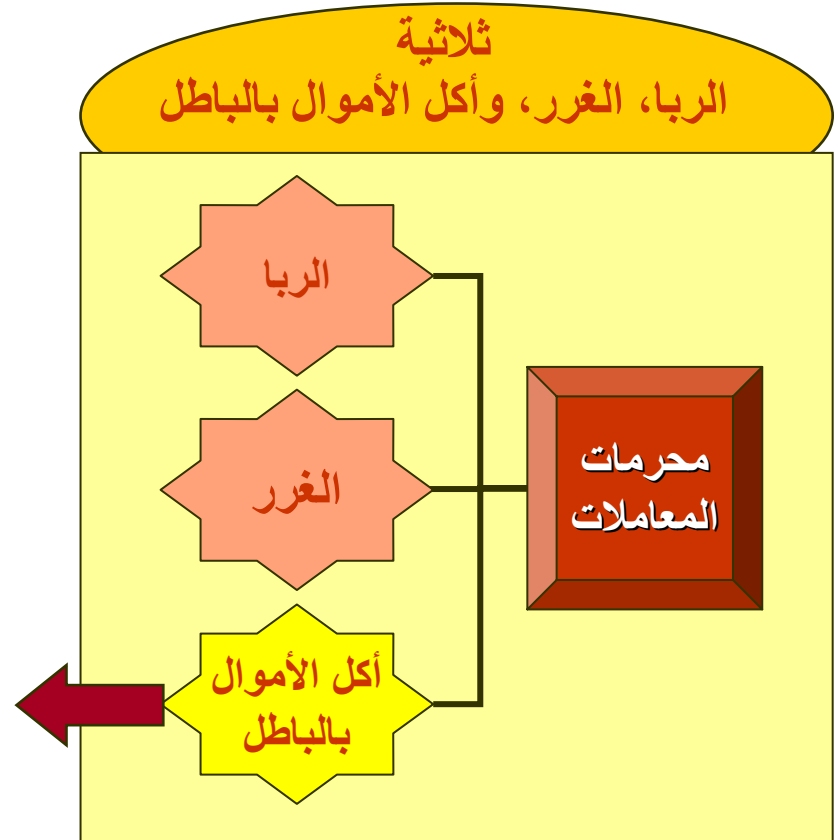 ثلاثية
الربا، الغرر، وأكل الأموال بالباطل
محرمات
المعاملات
الربا
الغرر
أكل الأموال
بالباطل